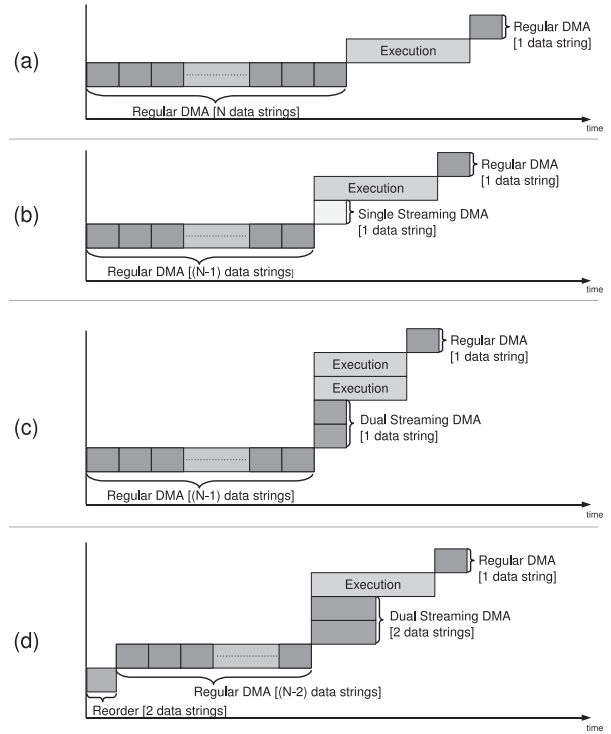 (a)
Regular DMA
[1 data string]
Execution
Regular DMA [N data strings]
time
(b)
Regular DMA
[1 data string]
Execution
Single Streaming DMA
[1 data string]
Regular DMA [(N-1) data strings]
time
(c)
Regular DMA
[1 data string]
Execution
Execution
Dual Streaming DMA
[1 data string]
Regular DMA [(N-1) data strings]
time
(d)
Regular DMA
[1 data string]
Execution
Dual Streaming DMA
[2 data strings]
Regular DMA [(N-2) data strings]
Reorder [2 data strings]
time